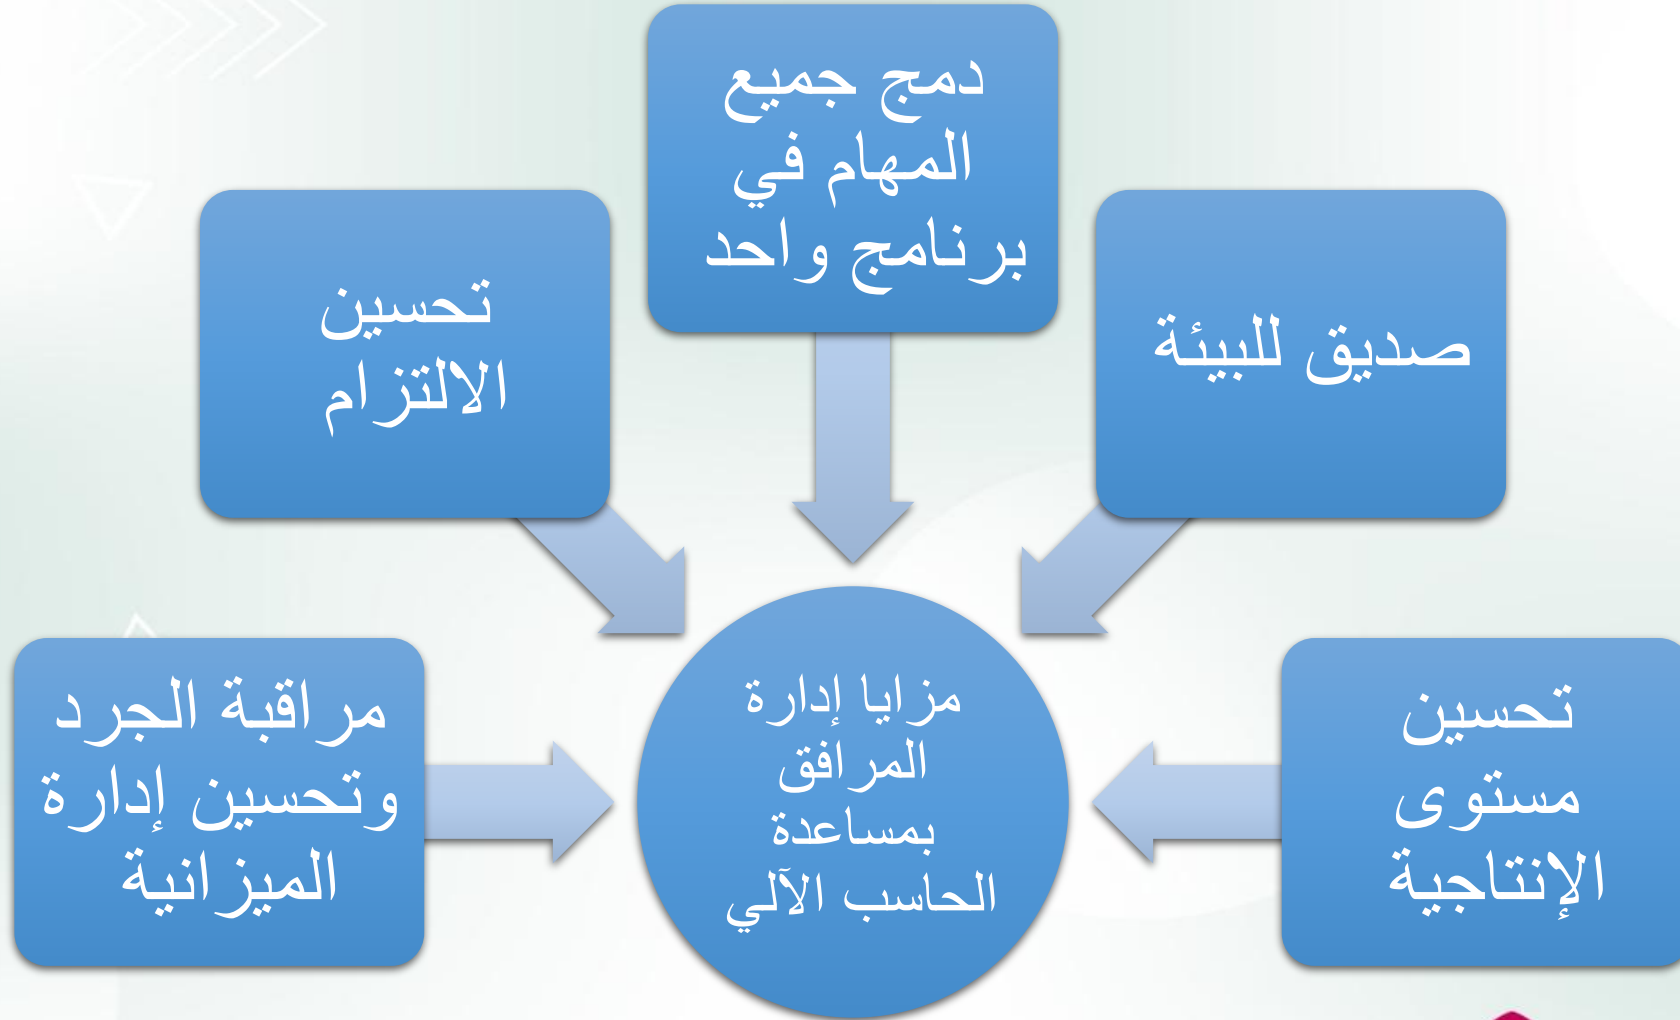 دمج جميع
المهام في
برنامج واحد
صديق للبيئة
تحسين
الالتزام
تحسين
مستوى
الإنتاجية
مزايا إدارة
المرافق
بمساعدة
الحاسب الآلي
مراقبة الجرد
وتحسين إدارة
الميزانية